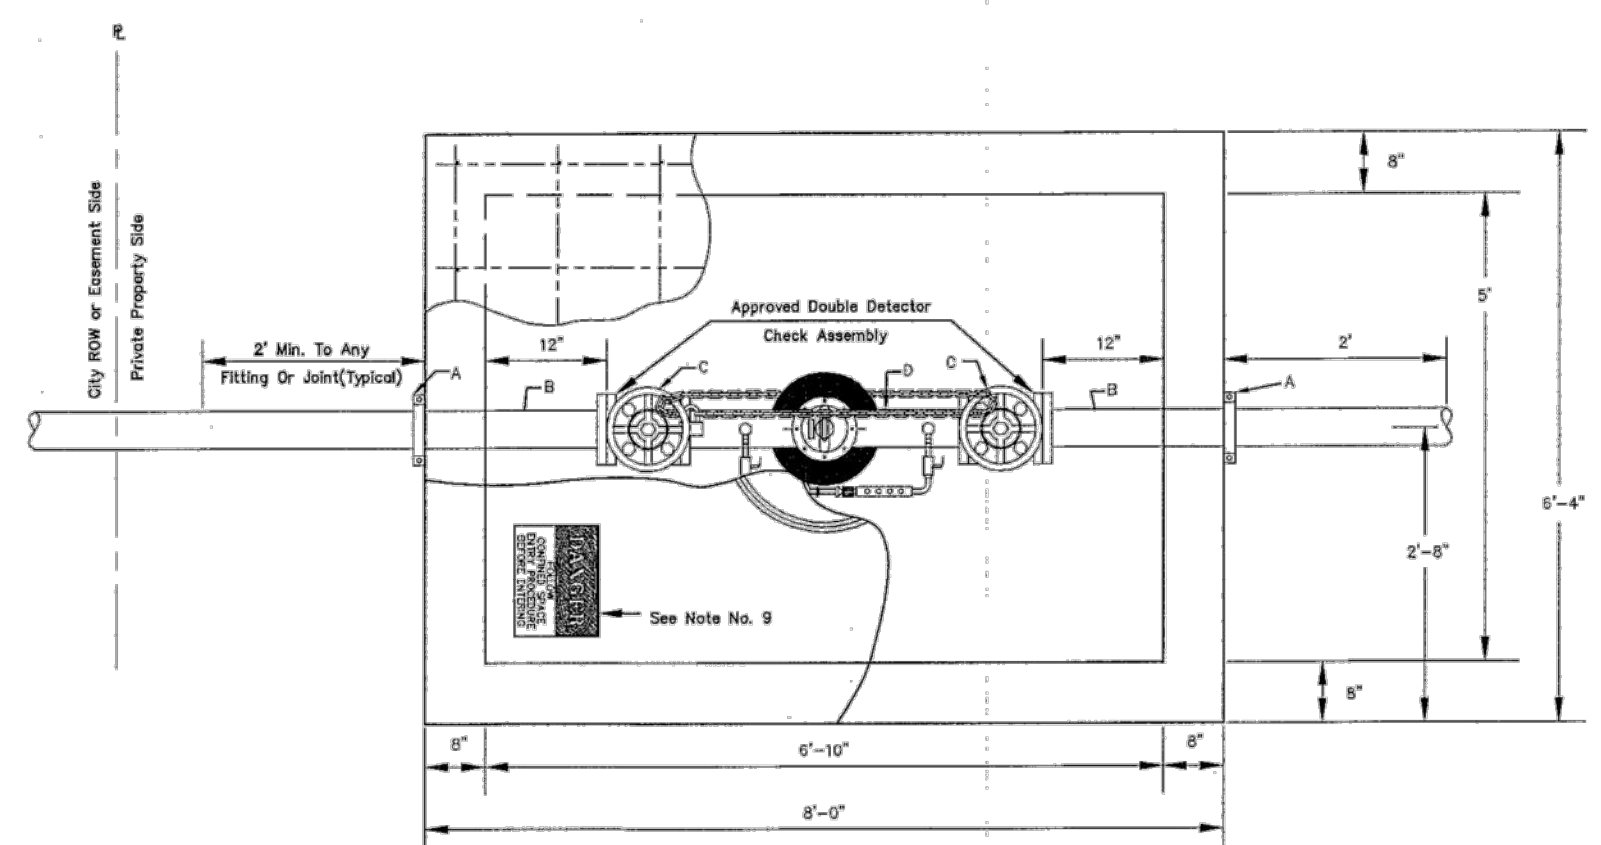 PL
City ROW or Easement Side
Private Property Side
8"
5'
Approved Double Detector
Check Assembly
12"
12"
2' Min. To Any
Fitting Or Joint(Typical)
2'
A
B
C
D
C
B
A
6'-4"
2'-8"
DANGER
FOLLOW
CONFINED SPACE
ENTRY PROCEDURE
BEFORE ENTERING
See Note No. 9
8"
8"
6'-10"
8"
8'-0"